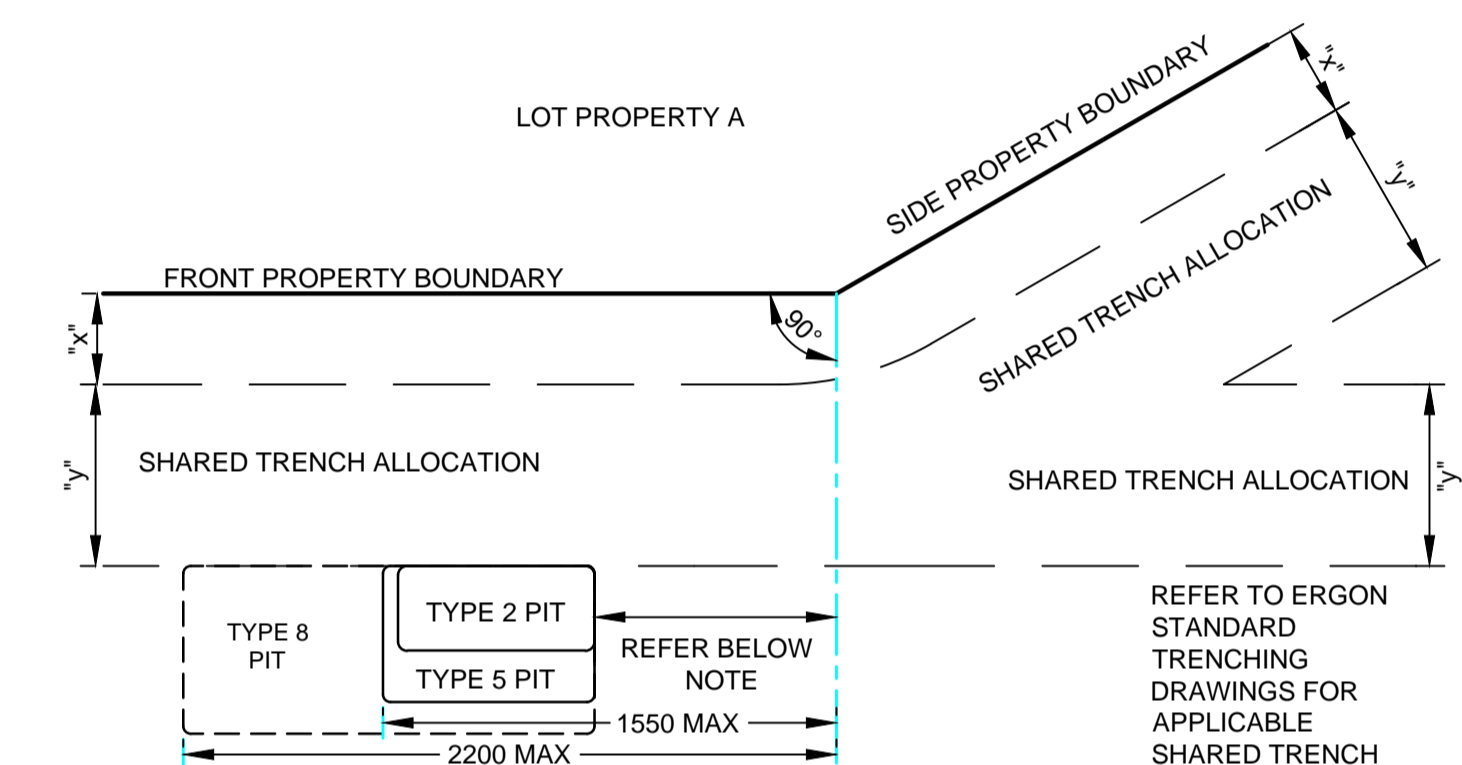 LOT PROPERTY A
SIDE PROPERTY BOUNDARY
"x"
"y"
FRONT PROPERTY BOUNDARY
90°
"x"
SHARED TRENCH ALLOCATION
"y"
SHARED TRENCH ALLOCATION
SHARED TRENCH ALLOCATION
"y"
TYPE 8
PIT
TYPE 2 PIT
TYPE 5 PIT
REFER BELOW
NOTE
1550 MAX
2200 MAX
REFER TO ERGON
STANDARD
TRENCHING
DRAWINGS FOR
APPLICABLE
SHARED TRENCH